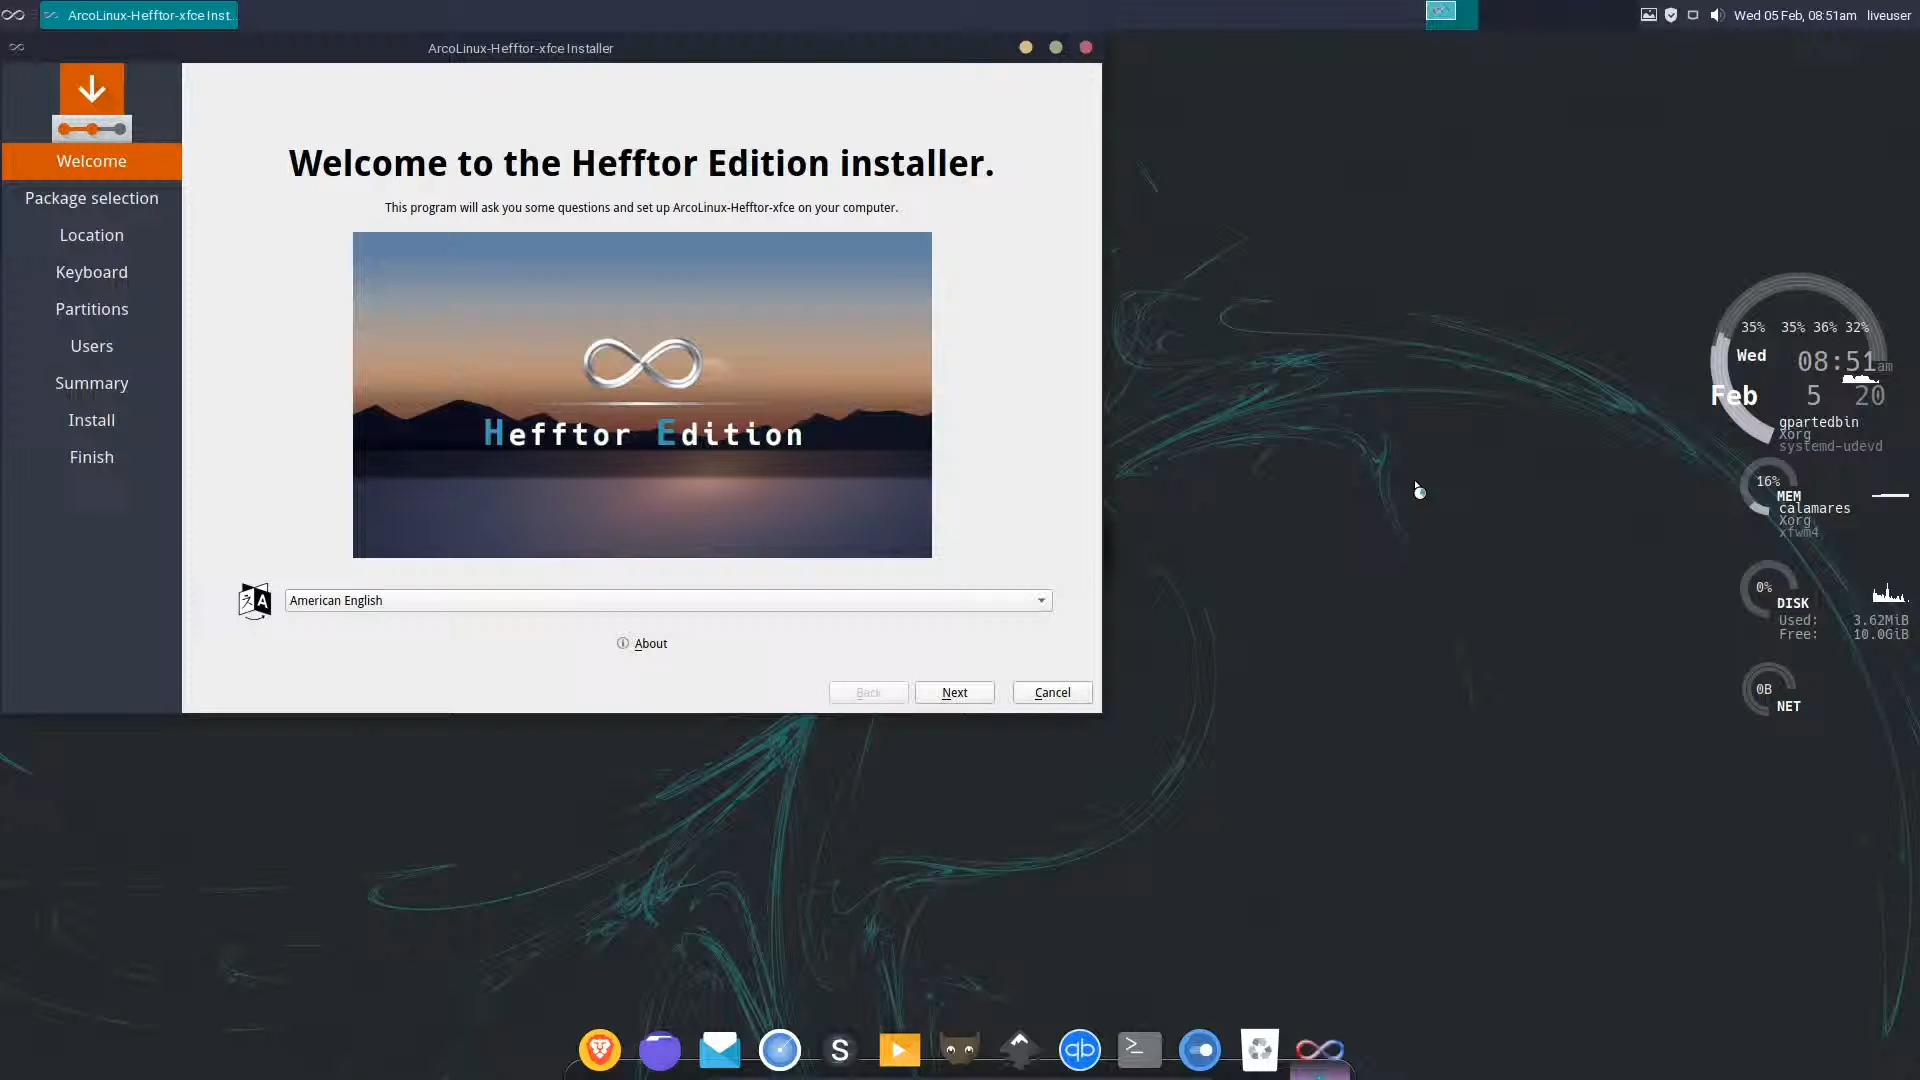 ArcoLinux-Hefftor-xfce Inst...
Wed 05 Feb, 08:51am liveuser
ArcoLinux-Hefftor-xfce Installer
Welcome
Package selection
Location
Keyboard
Partitions
Users
Summary
Install
Finish
Welcome to the Hefftor Edition installer.
This program will ask you some questions and set up ArcoLinux-Hefftor-xfce on your computer.
Hefftor Edition
American English
About
Back
Next
Cancel
35% 35% 36% 32%
Wed 08:51am
Feb 5 20
gpartedbin
Xorg
systemd-udevd
16%
MEM
calamares
Xorg
xfwm4
0%
DISK
Used: 3.62MiB
Free: 10.0GiB
0B
NET